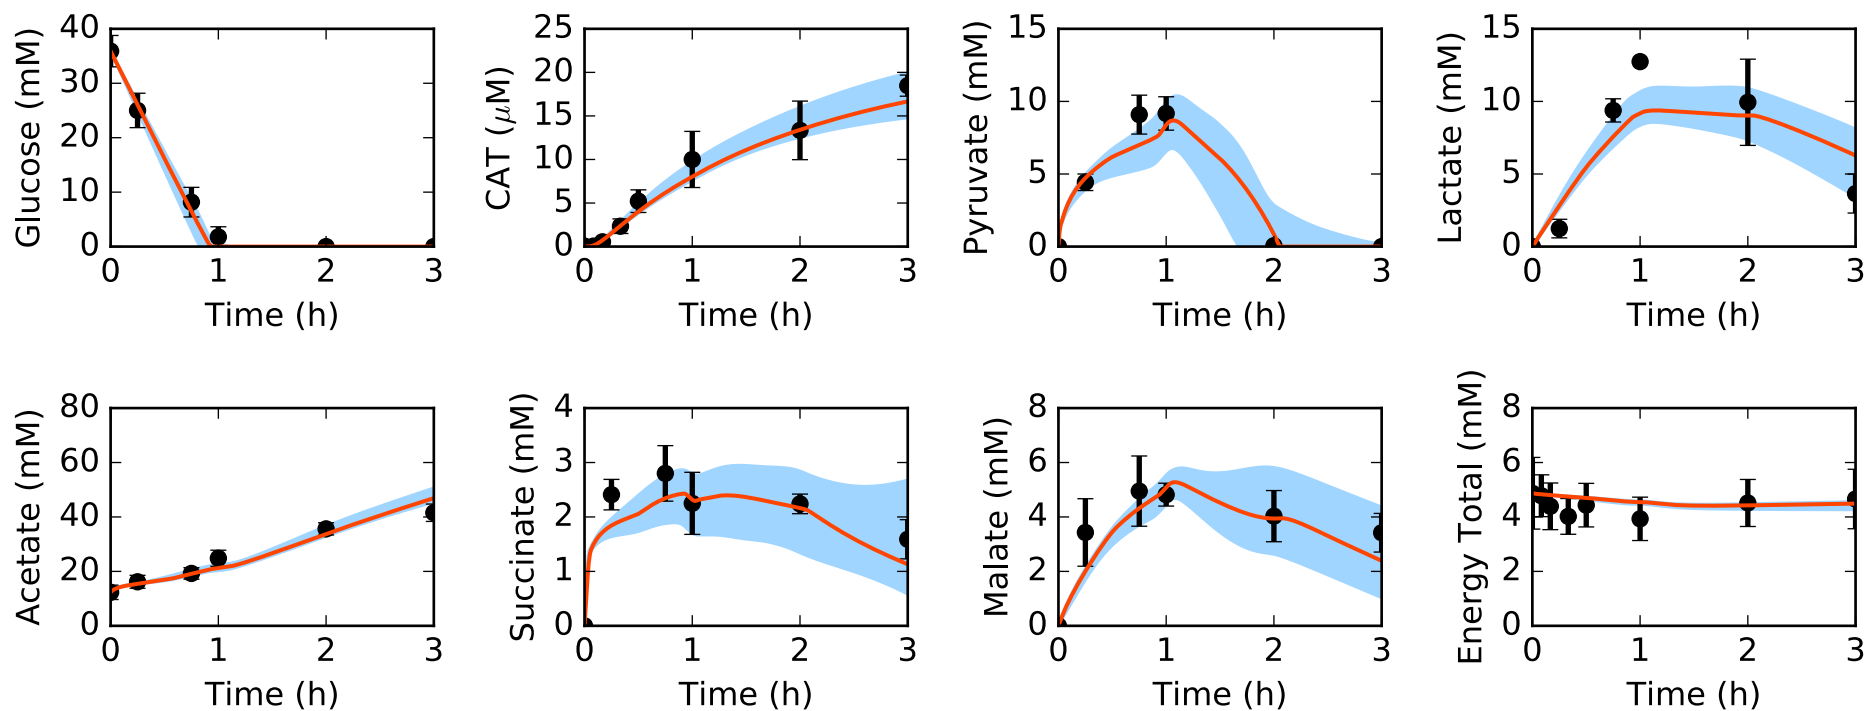 Glucose (mM)
40
30
20
10
0
0 1 2 3
Time (h)
CAT (μM)
25
20
15
10
5
0
0 1 2 3
Time (h)
Pyruvate (mM)
15
10
5
0
0 1 2 3
Time (h)
Lactate (mM)
15
10
5
0
0 1 2 3
Time (h)
Acetate (mM)
80
60
40
20
0
0 1 2 3
Time (h)
Succinate (mM)
4
3
2
1
0
0 1 2 3
Time (h)
Malate (mM)
8
6
4
2
0
0 1 2 3
Time (h)
Energy Total (mM)
8
6
4
2
0
0 1 2 3
Time (h)